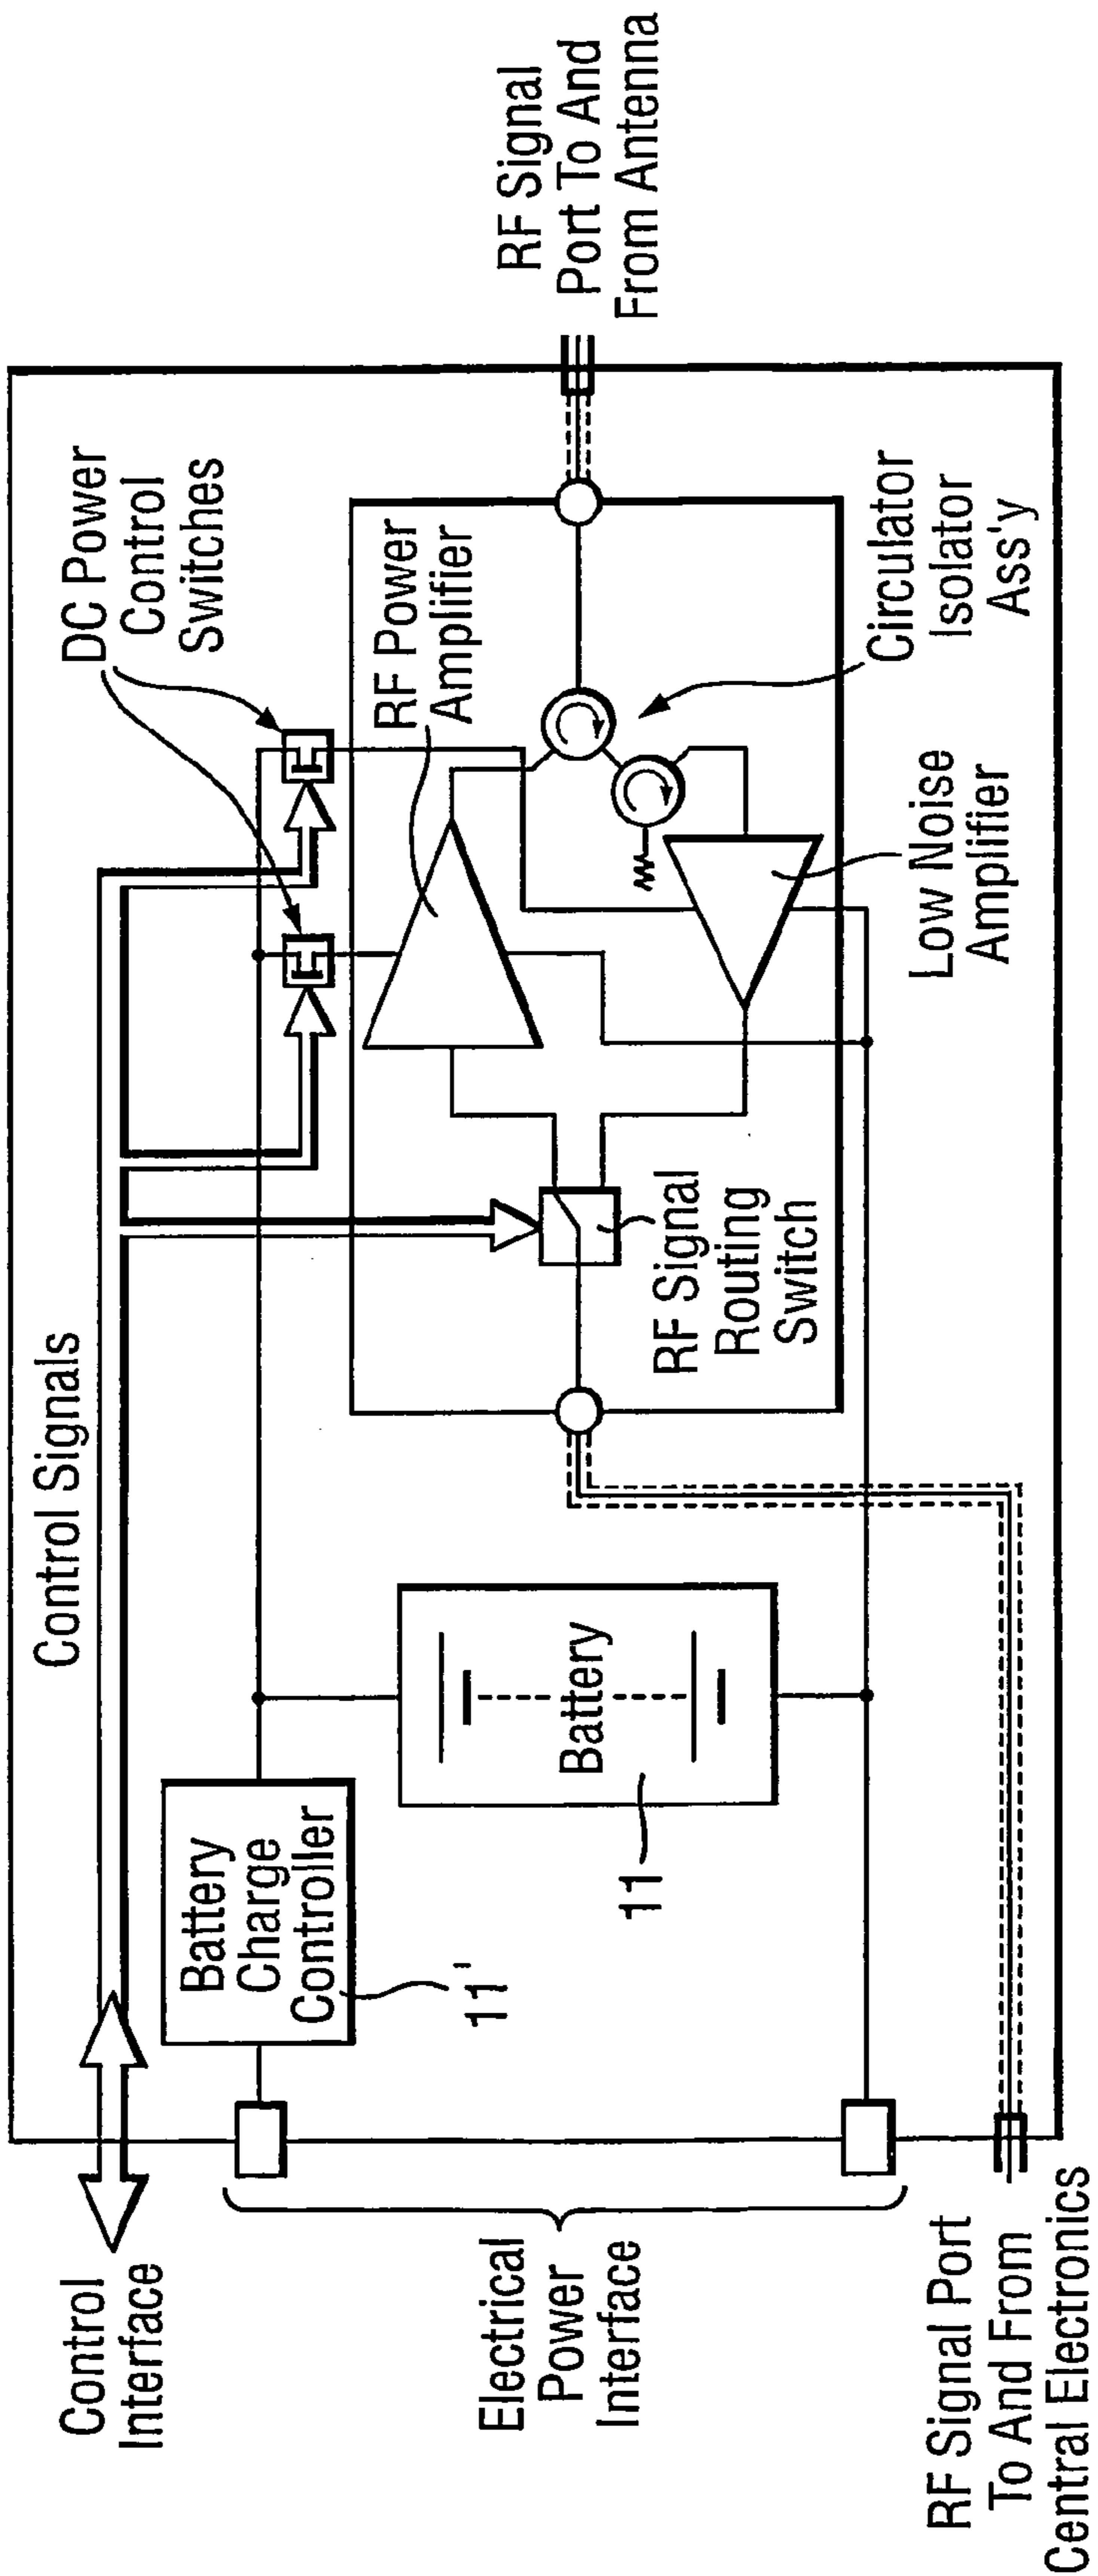 Control
Interface
Control Signals
DC Power
Control
Switches
Battery
Charge
Controller
11'
Electrical
Power
Interface
Battery
11
RF Power
Amplifier
RF Signal
Routing
Switch
Low Noise
Amplifier
Circulator
Isolator
Ass'y
RF Signal
Port To And
From Antenna
RF Signal Port
To And From
Central Electronics